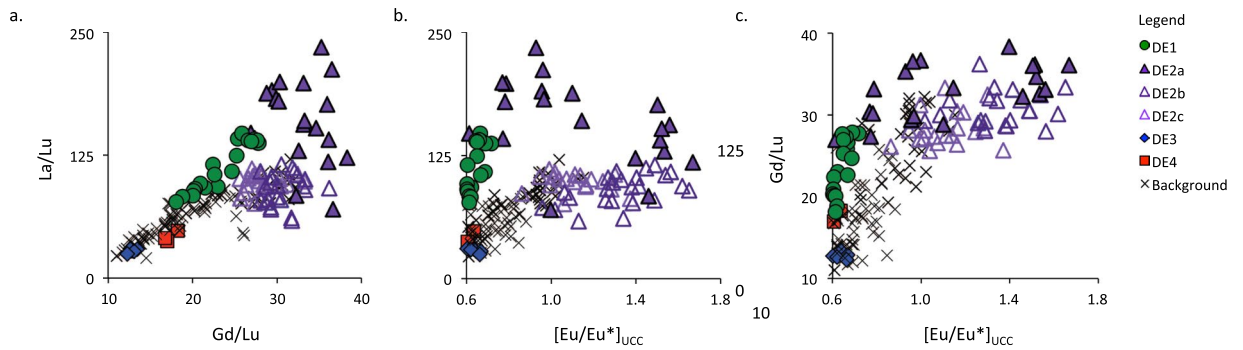 a.
250
125
0
La/Lu
10 20 30 40
Gd/Lu
b.
250
125
0
0.6 1.0 1.4 1.8
[Eu/Eu*]UCC
125
0
10
c.
40
30
20
10
Gd/Lu
0.6 1.0 1.4 1.8
[Eu/Eu*]UCC
Legend
DE1
DE2a
DE2b
DE2c
DE3
DE4
Background